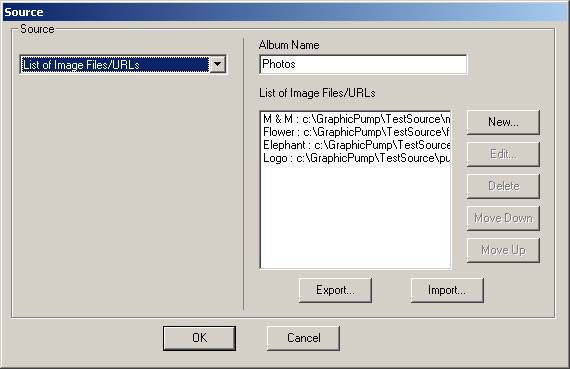 Source
Source
List of Image Files/URLs
Album Name
Photos
List of Image Files/URLs
M & M : c:\GraphicPump\TestSource\m
Flower : c:\GraphicPump\TestSource\f
Elephant : c:\GraphicPump\TestSource
Logo : c:\GraphicPump\TestSource\pu
New...
Edit...
Delete
Move Down
Move Up
Export...
Import...
OK
Cancel